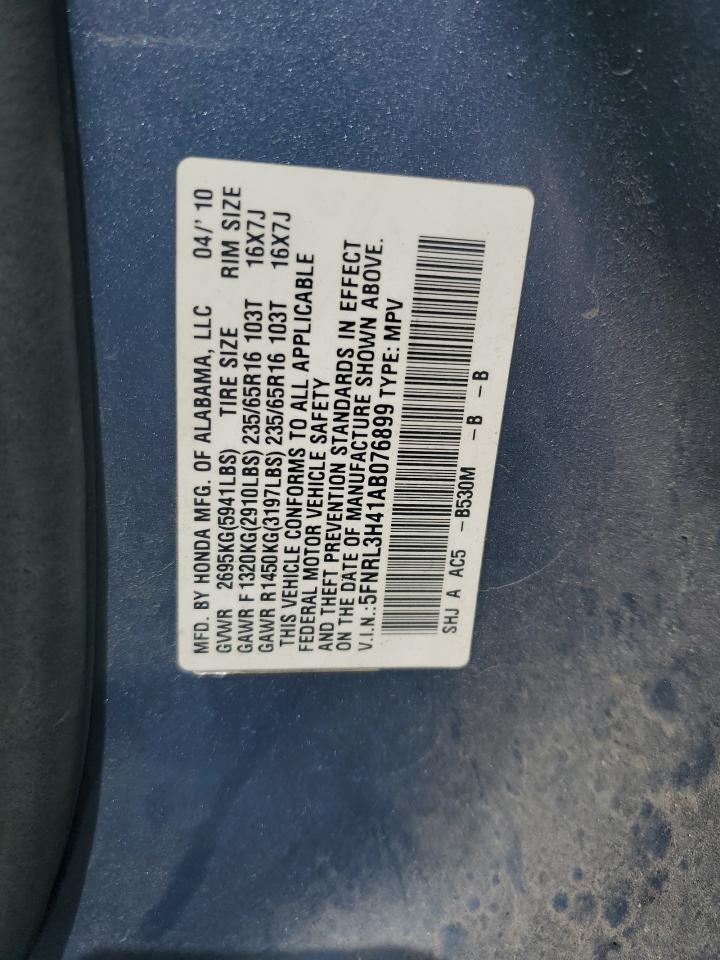 MFD. BY HONDA MFG. OF ALABAMA, LLC 04/' 10
GVWR 2695KG(5941LBS) TIRE SIZE RIM SIZE
GAWR F 1320KG(2910LBS) 235/65R16 103T 16X7J
GAWR R1450KG(3197LBS) 235/65R16 103T 16X7J
THIS VEHICLE CONFORMS TO ALL APPLICABLE
FEDERAL MOTOR VEHICLE SAFETY
AND THEFT PREVENTION STANDARDS IN EFFECT
ON THE DATE OF MANUFACTURE SHOWN ABOVE.
V.I.N.:5FNRL3H41AB076899 TYPE: MPV
SHJ A AC5 -B530M -B -B